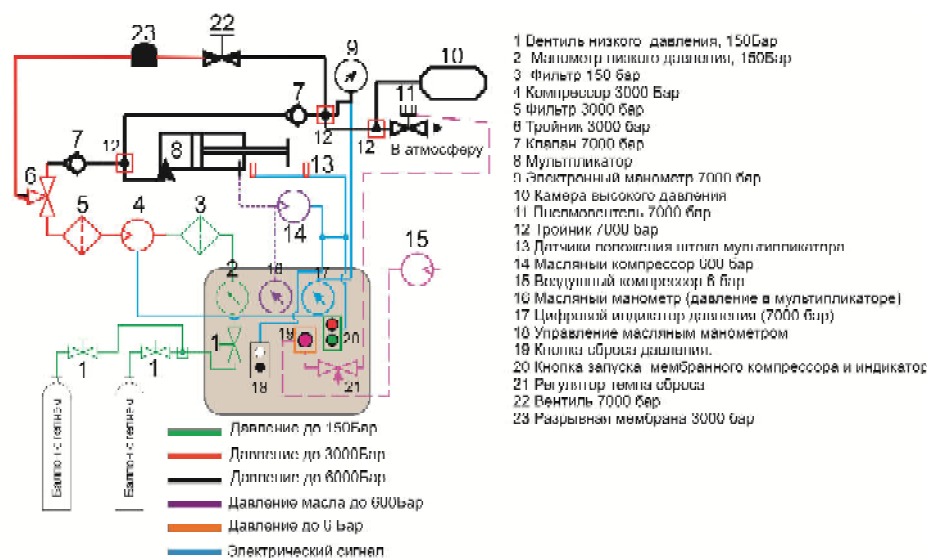 22
23
9
10
7
11
12
12
В атмосферу
7
12
8
13
6
5
4
3
14
15
2
16
17
1
19
20
18
21
1
1
Баллон с гелием
Баллон с гелием
Давление до 150Бар
Давление до 3000Бар
Давление до 6000Бар
Давление масла до 600Бар
Давление до 6 Бар
Электрический сигнал
1 Вентиль низкого давления, 150Бар
2 Манометр низкого давления, 150Бар
3 Фильтр 150 бар
4 Компрессор 3000 Бар
5 Фильтр 3000 бар
6 Тройник 3000 бар
7 Клапан 7000 бар
8 Мультпликатор
9 Электронный манометр 7000 бар
10 Камера высокого давления
11 Пневмовентель 7000 бар
12 Тройник 7000 бар
13 Датчики положения штока мультипликатора
14 Масляный компрессор 600 бар
15 Воздушный компрессор 6 бар
16 Масляный манометр (давление в мультипликаторе)
17 Цифровой индикатор давления (7000 бар)
18 Управление масляным манометром
19 Кнопка сброса давления.
20 Кнопка запуска мембранного компрессора и индикатор
21 Регулятор темпа сброса
22 Вентиль 7000 бар
23 Разрывная мембрана 3000 бар